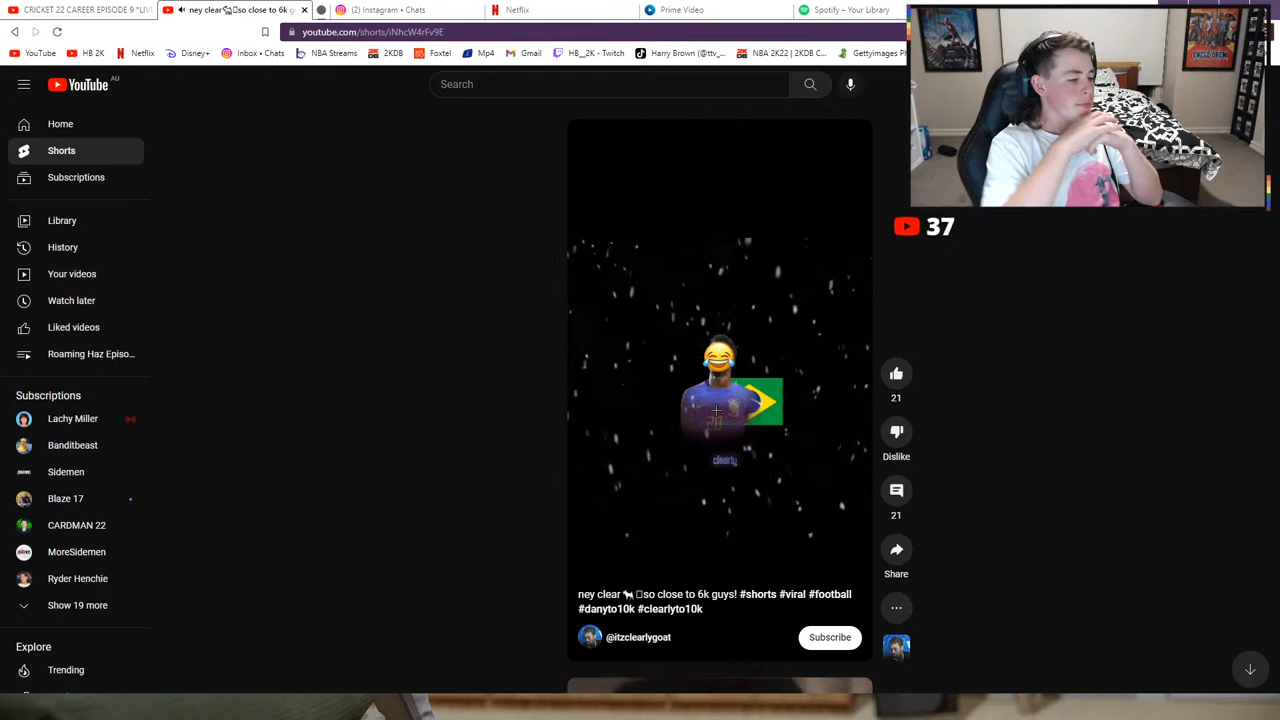 CRICKET 22 CAREER EPISODE 9 *LIVE
ney clear🐐so close to 6k g
(2) Instagram • Chats
Netflix
Prime Video
Spotify – Your Library
youtube.com/shorts/iNhcW4rFv9E
YouTube
HB 2K
Netflix
Disney+
Inbox • Chats
NBA Streams
2KDB
Foxtel
Mp4
Gmail
HB_2K - Twitch
Harry Brown (@ttv_...
NBA 2K22 | 2KDB C...
Gettyimages P
YouTube AU
Search
Home
Shorts
Subscriptions
Library
History
Your videos
Watch later
Liked videos
Roaming Haz Episo...
Subscriptions
Lachy Miller
Banditbeast
Sidemen
Blaze 17
CARDMAN 22
MoreSidemen
Ryder Henchie
Show 19 more
Explore
Trending
20
clearly
ney clear 🐐 so close to 6k guys! #shorts #viral #football
#danyto10k #clearlyto10k
@itzclearlygoat
Subscribe
21
Dislike
21
Share
37